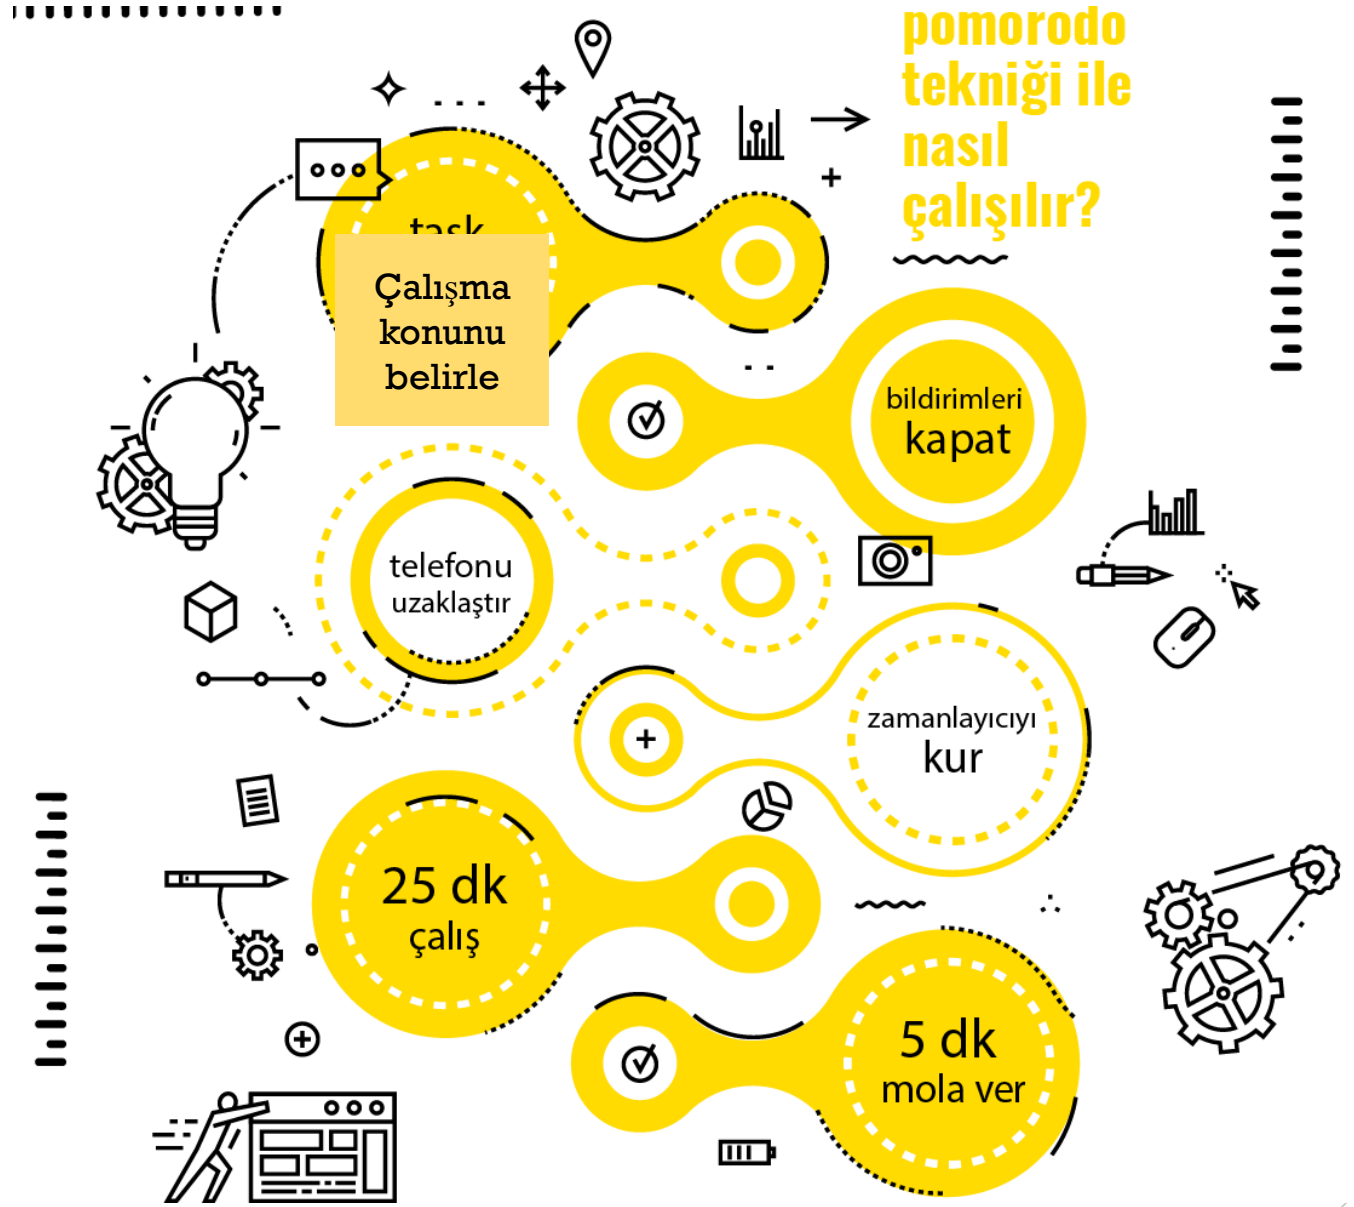 pomorodo
tekniği ile
nasıl
çalışılır?
Çalışma
konunu
belirle
bildirimleri
kapat
telefonu
uzaklaştır
zamanlayıcıyı
kur
25 dk
çalış
5 dk
mola ver